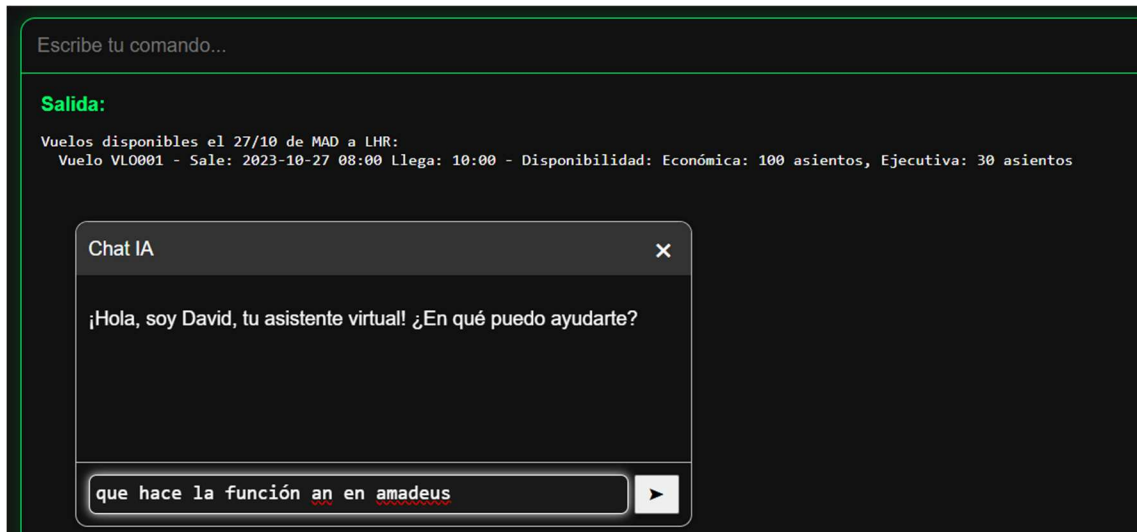 Escribe tu comando...
Salida:
Vuelos disponibles el 27/10 de MAD a LHR:
Vuelo VLO001 - Sale: 2023-10-27 08:00 Llega: 10:00 - Disponibilidad: Económica: 100 asientos, Ejecutiva: 30 asientos
Chat IA
¡Hola, soy David, tu asistente virtual! ¿En qué puedo ayudarte?
que hace la función an en amadeus